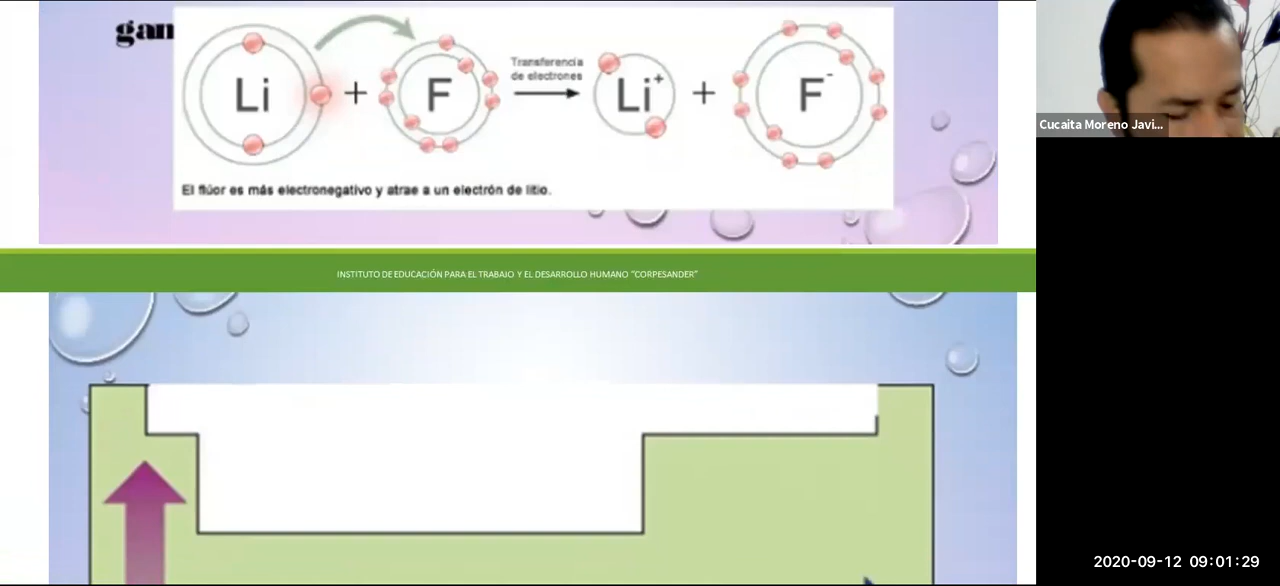 gan
Li + F
Transferencia
de electrones
Li+ + F-
El flúor es más electronegativo y atrae a un electrón de litio.
INSTITUTO DE EDUCACIÓN PARA EL TRABAJO Y EL DESARROLLO HUMANO "CORPESANDER"
Cucaita Moreno Javi...
2020-09-12 09:01:29